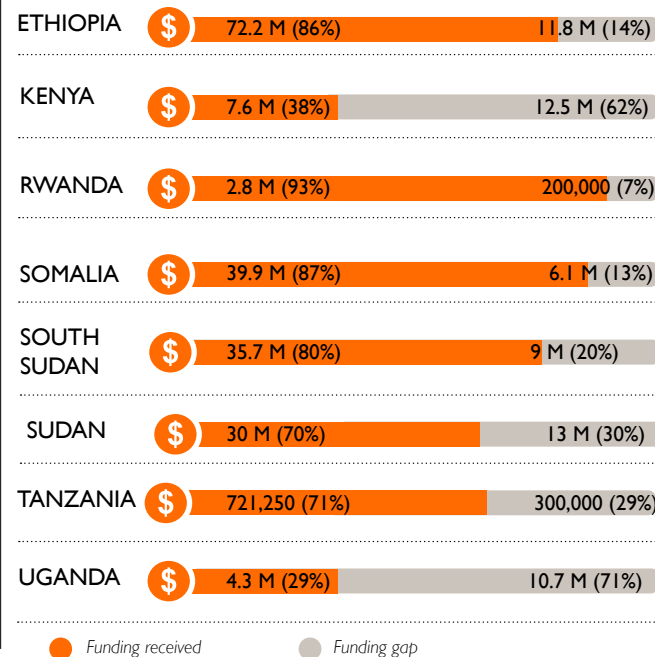 ETHIOPIA $ 72.2 M (86%) 11.8 M (14%)
KENYA $ 7.6 M (38%) 12.5 M (62%)
RWANDA $ 2.8 M (93%) 200,000 (7%)
SOMALIA $ 39.9 M (87%) 6.1 M (13%)
SOUTH
SUDAN $ 35.7 M (80%) 9 M (20%)
SUDAN $ 30 M (70%) 13 M (30%)
TANZANIA $ 721,250 (71%) 300,000 (29%)
UGANDA $ 4.3 M (29%) 10.7 M (71%)
Funding received Funding gap